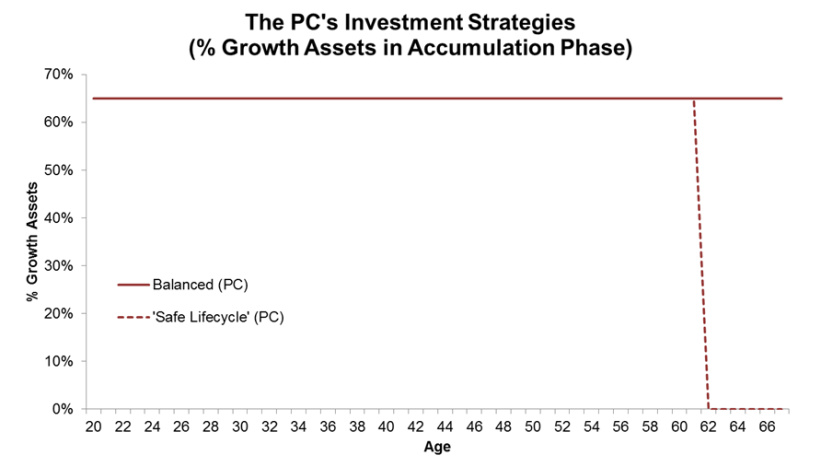 The PC's Investment Strategies
(% Growth Assets in Accumulation Phase)
70%
60%
50%
40%
30%
20%
10%
0%
% Growth Assets
Balanced (PC)
'Safe Lifecycle' (PC)
20 22 24 26 28 30 32 34 36 38 40 42 44 46 48 50 52 54 56 58 60 62 64 66
Age